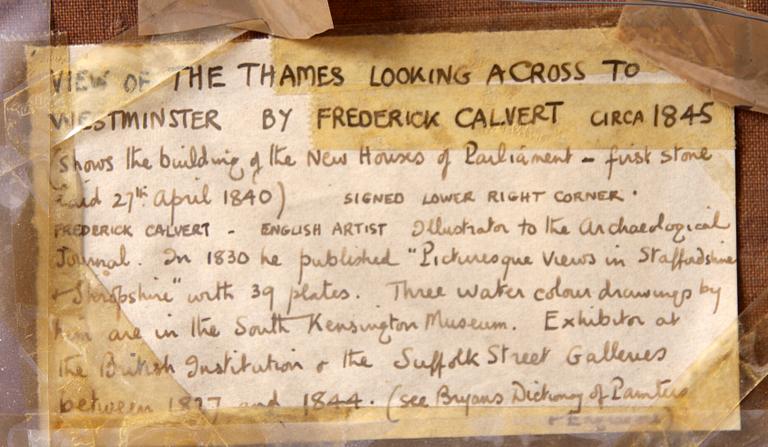 VIEW OF THE THAMES LOOKING ACROSS TO
WESTMINSTER BY FREDERICK CALVERT CIRCA 1845
(shows the building of the New Houses of Parliament – first stone
laid 27th April 1840) SIGNED LOWER RIGHT CORNER.
FREDERICK CALVERT - ENGLISH ARTIST Illustrator to the Archaeological
Journal. In 1830 he published "Picturesque Views in Staffordshire
& Shropshire" with 39 plates. Three water colour drawings by
him are in the South Kensington Museum. Exhibitor at
the British Institution & the Suffolk Street Galleries
between 1827 and 1844. (see Bryans Dictionary of Painters